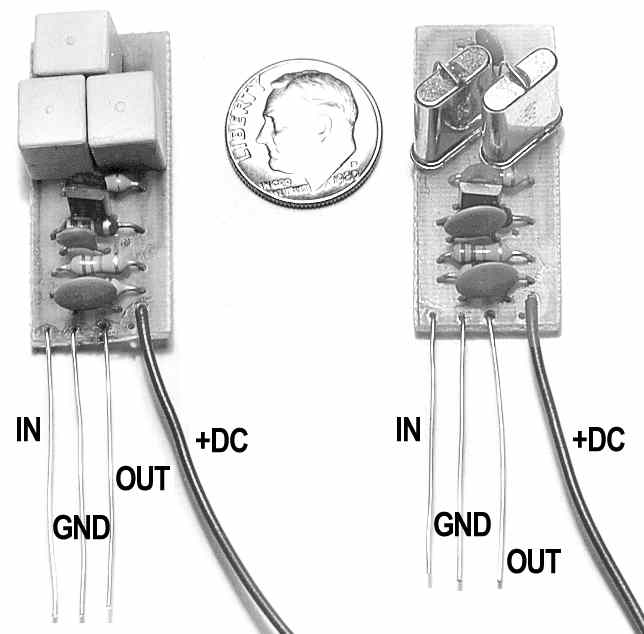 LIBERTY
IN
+DC
OUT
GND
IN
+DC
GND
OUT